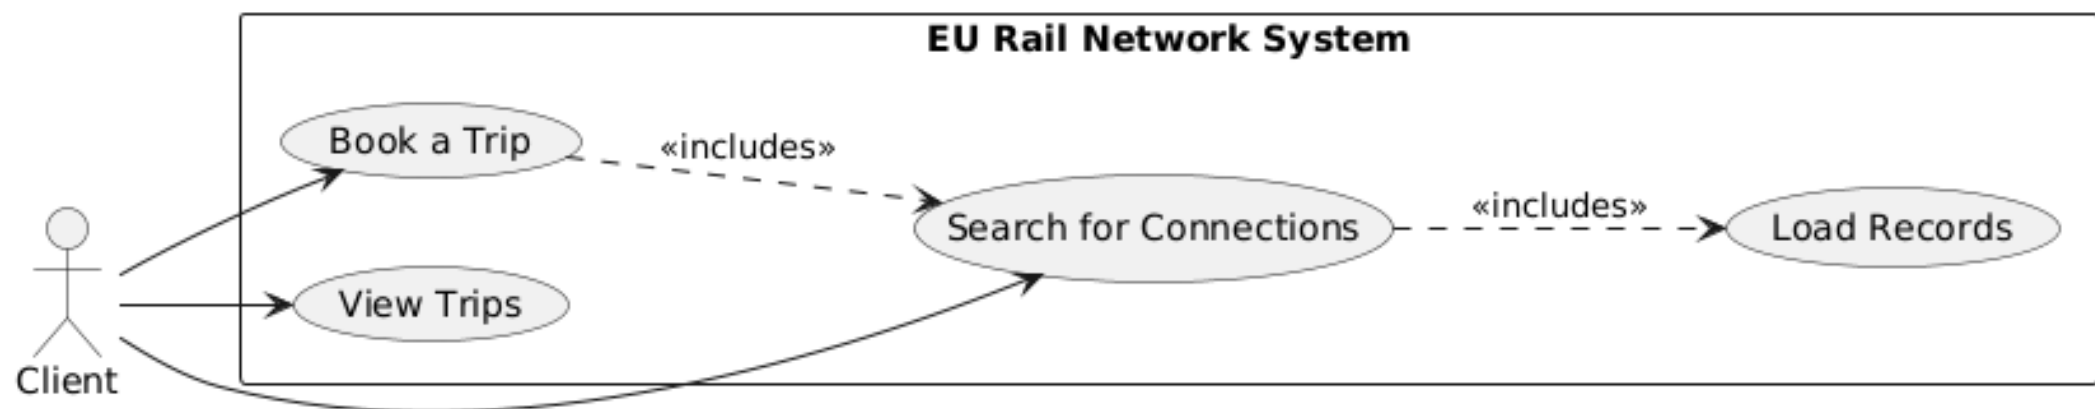 EU Rail Network System
Book a Trip
«includes»
Search for Connections
«includes»
Load Records
View Trips
Client